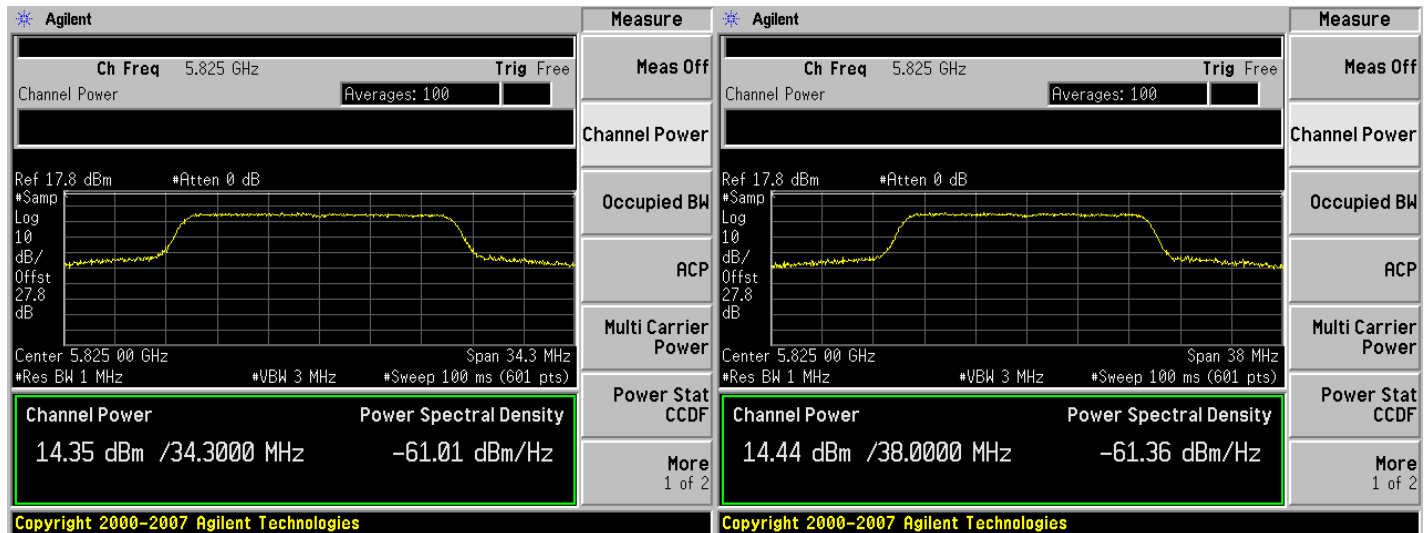 Agilent
Measure
Ch Freq 5.825 GHz Trig Free
Channel Power Averages: 100
Ref 17.8 dBm #Atten 0 dB
#Samp
Log
10
dB/
Offst
27.8
dB
Center 5.825 00 GHz Span 34.3 MHz
#Res BW 1 MHz #VBW 3 MHz #Sweep 100 ms (601 pts)
Channel Power Power Spectral Density
14.35 dBm /34.3000 MHz -61.01 dBm/Hz
Copyright 2000-2007 Agilent Technologies
Meas Off
Channel Power
Occupied BW
ACP
Multi Carrier
Power
Power Stat
CCDF
More
1 of 2
Agilent
Measure
Ch Freq 5.825 GHz Trig Free
Channel Power Averages: 100
Ref 17.8 dBm #Atten 0 dB
#Samp
Log
10
dB/
Offst
27.8
dB
Center 5.825 00 GHz Span 38 MHz
#Res BW 1 MHz #VBW 3 MHz #Sweep 100 ms (601 pts)
Channel Power Power Spectral Density
14.44 dBm /38.0000 MHz -61.36 dBm/Hz
Copyright 2000-2007 Agilent Technologies
Meas Off
Channel Power
Occupied BW
ACP
Multi Carrier
Power
Power Stat
CCDF
More
1 of 2